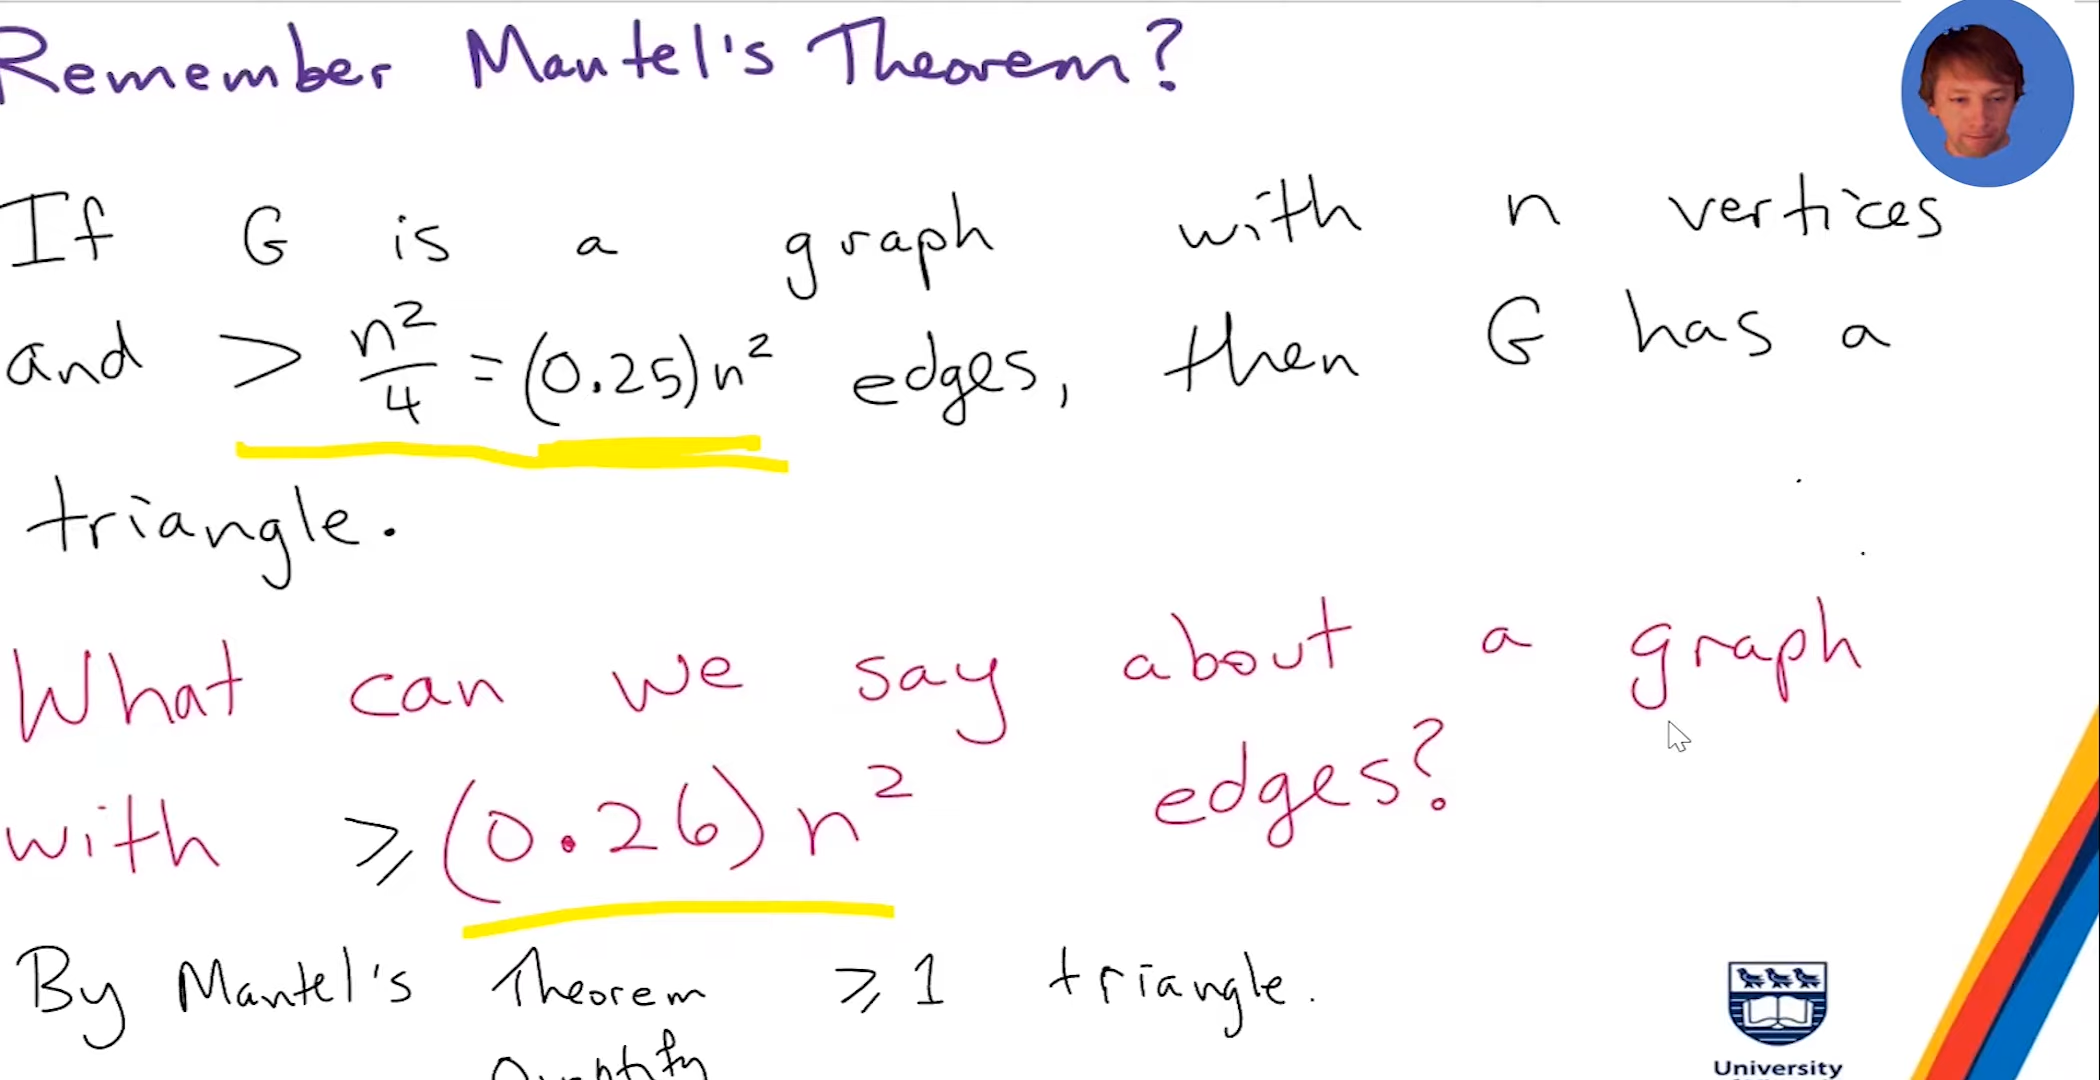 Remember Mantel's Theorem?
If G is a graph with n vertices
and > n²/4 = (0.25)n² edges, then G has a
triangle.
What can we say about a graph
with ⩾ (0.26)n² edges?
By Mantel's Theorem ⩾ 1 triangle.
Quantify
University